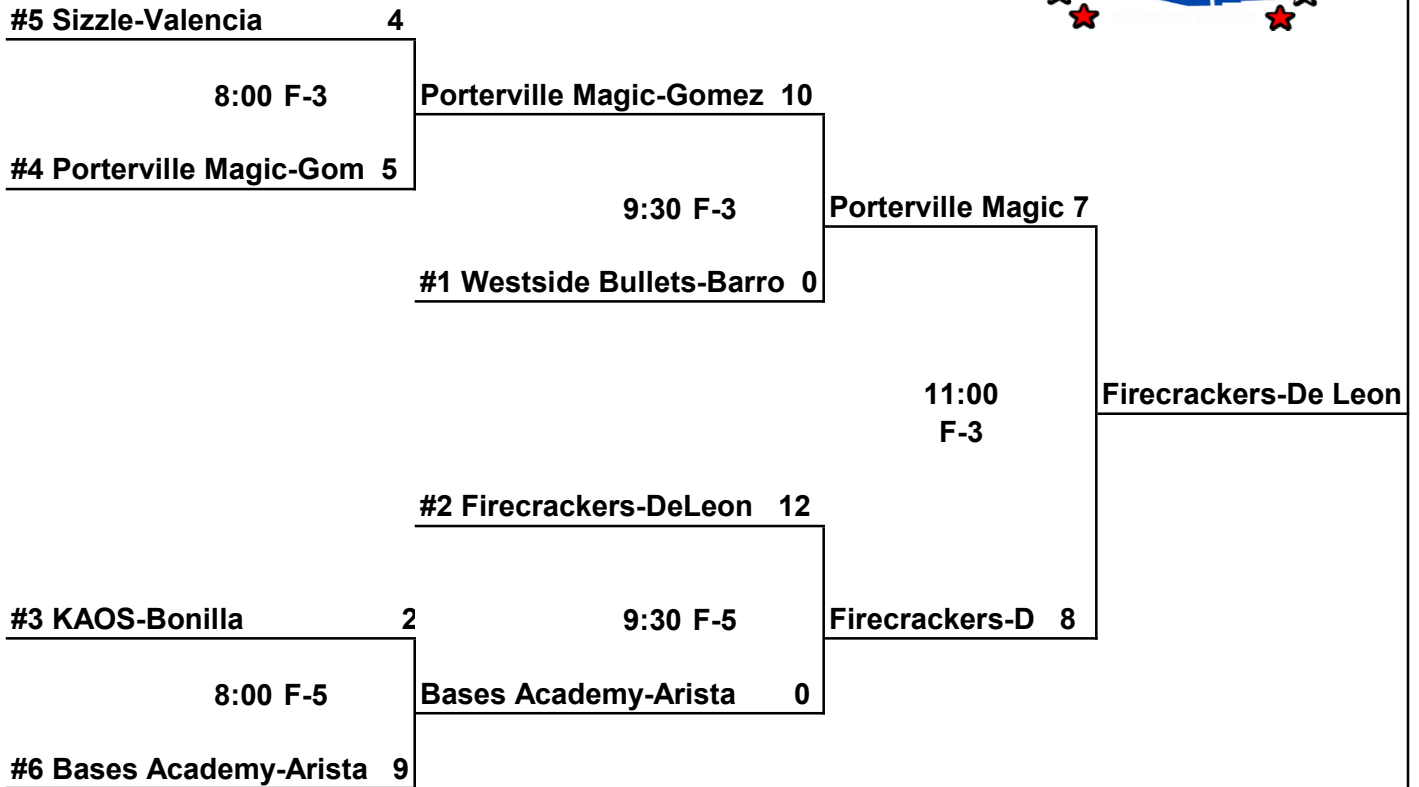 #5 Sizzle-Valencia 4
8:00 F-3
Porterville Magic-Gomez 10
#4 Porterville Magic-Gom 5
9:30 F-3
Porterville Magic 7
#1 Westside Bullets-Barro 0
11:00
F-3
Firecrackers-De Leon
#2 Firecrackers-DeLeon 12
#3 KAOS-Bonilla 2
9:30 F-5
Firecrackers-D 8
8:00 F-5
Bases Academy-Arista 0
#6 Bases Academy-Arista 9